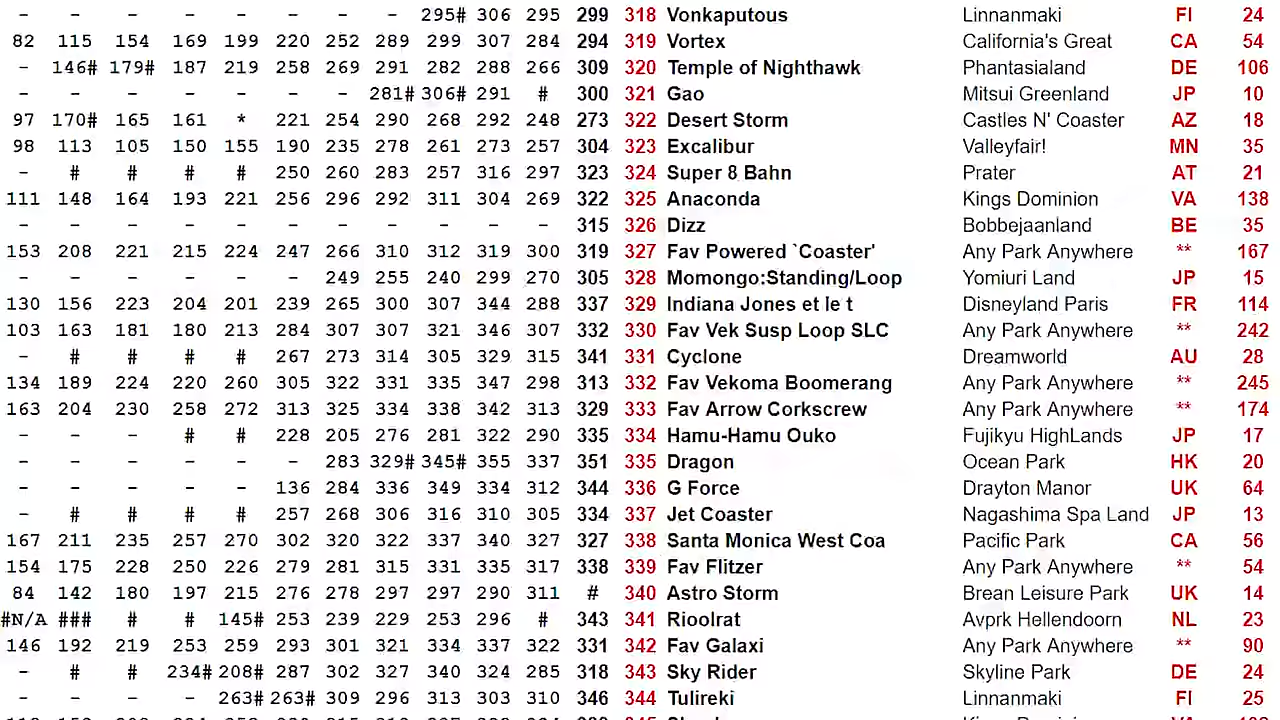 - - - - - - - - 295# 306 295 299 318 Vonkaputous Linnanmaki FI 24
82 115 154 169 199 220 252 289 299 307 284 294 319 Vortex California's Great CA 54
- 146# 179# 187 219 258 269 291 282 288 266 309 320 Temple of Nighthawk Phantasialand DE 106
- - - - - - - 281# 306# 291 # 300 321 Gao Mitsui Greenland JP 10
97 170# 165 161 * 221 254 290 268 292 248 273 322 Desert Storm Castles N' Coaster AZ 18
98 113 105 150 155 190 235 278 261 273 257 304 323 Excalibur Valleyfair! MN 35
- # # # # 250 260 283 257 316 297 323 324 Super 8 Bahn Prater AT 21
111 148 164 193 221 256 296 292 311 304 269 322 325 Anaconda Kings Dominion VA 138
- - - - - - - - - - - 315 326 Dizz Bobbejaanland BE 35
153 208 221 215 224 247 266 310 312 319 300 319 327 Fav Powered `Coaster' Any Park Anywhere ** 167
- - - - - - 249 255 240 299 270 305 328 Momongo:Standing/Loop Yomiuri Land JP 15
130 156 223 204 201 239 265 300 307 344 288 337 329 Indiana Jones et le t Disneyland Paris FR 114
103 163 181 180 213 284 307 307 321 346 307 332 330 Fav Vek Susp Loop SLC Any Park Anywhere ** 242
- # # # # 267 273 314 305 329 315 341 331 Cyclone Dreamworld AU 28
134 189 224 220 260 305 322 331 335 347 298 313 332 Fav Vekoma Boomerang Any Park Anywhere ** 245
163 204 230 258 272 313 325 334 338 342 313 329 333 Fav Arrow Corkscrew Any Park Anywhere ** 174
- - - # # 228 205 276 281 322 290 335 334 Hamu-Hamu Ouko Fujikyu HighLands JP 17
- - - - - - 283 329# 345# 355 337 351 335 Dragon Ocean Park HK 20
- - - - - 136 284 336 349 334 312 344 336 G Force Drayton Manor UK 64
- # # # # 257 268 306 316 310 305 334 337 Jet Coaster Nagashima Spa Land JP 13
167 211 235 257 270 302 320 322 337 340 327 327 338 Santa Monica West Coa Pacific Park CA 56
154 175 228 250 226 279 281 315 331 335 317 338 339 Fav Flitzer Any Park Anywhere ** 54
84 142 180 197 215 276 278 297 297 290 311 # 340 Astro Storm Brean Leisure Park UK 14
#N/A ### # # 145# 253 239 229 253 296 # 343 341 Rioolrat Avprk Hellendoorn NL 23
146 192 219 253 259 293 301 321 334 337 322 331 342 Fav Galaxi Any Park Anywhere ** 90
- # # 234# 208# 287 302 327 340 324 285 318 343 Sky Rider Skyline Park DE 24
- - - - 263# 263# 309 296 313 303 310 346 344 Tulireki Linnanmaki FI 25